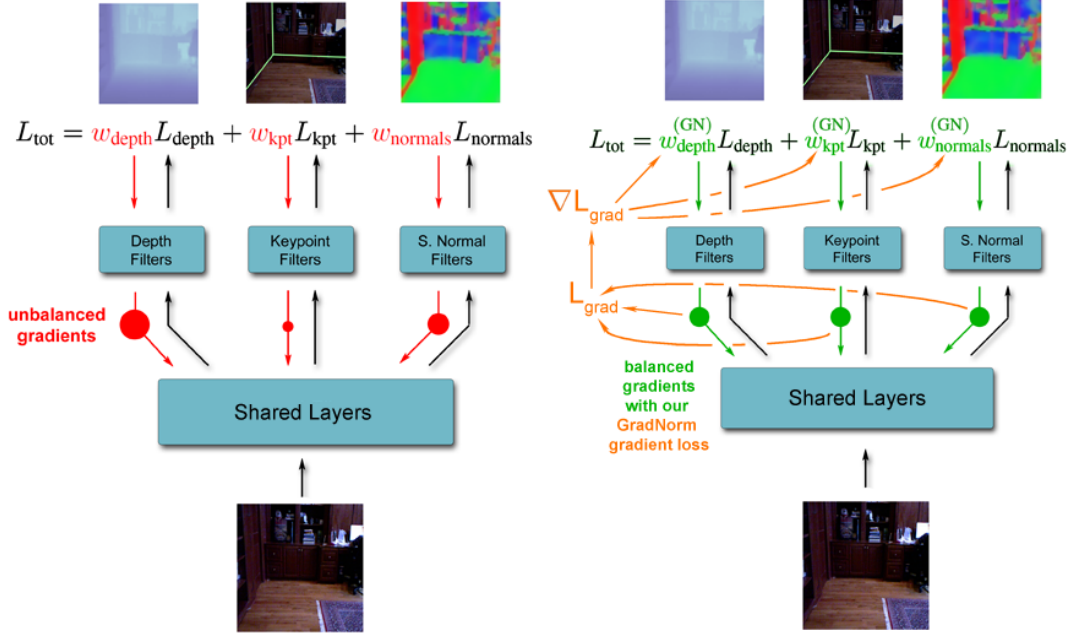 L_tot = w_depth L_depth + w_kpt L_kpt + w_normals L_normals
Depth
Filters
Keypoint
Filters
S. Normal
Filters
unbalanced
gradients
Shared Layers
L_tot = w_depth^(GN) L_depth + w_kpt^(GN) L_kpt + w_normals^(GN) L_normals
∇L_grad
Depth
Filters
Keypoint
Filters
S. Normal
Filters
L_grad
balanced
gradients
with our
GradNorm
gradient loss
Shared Layers